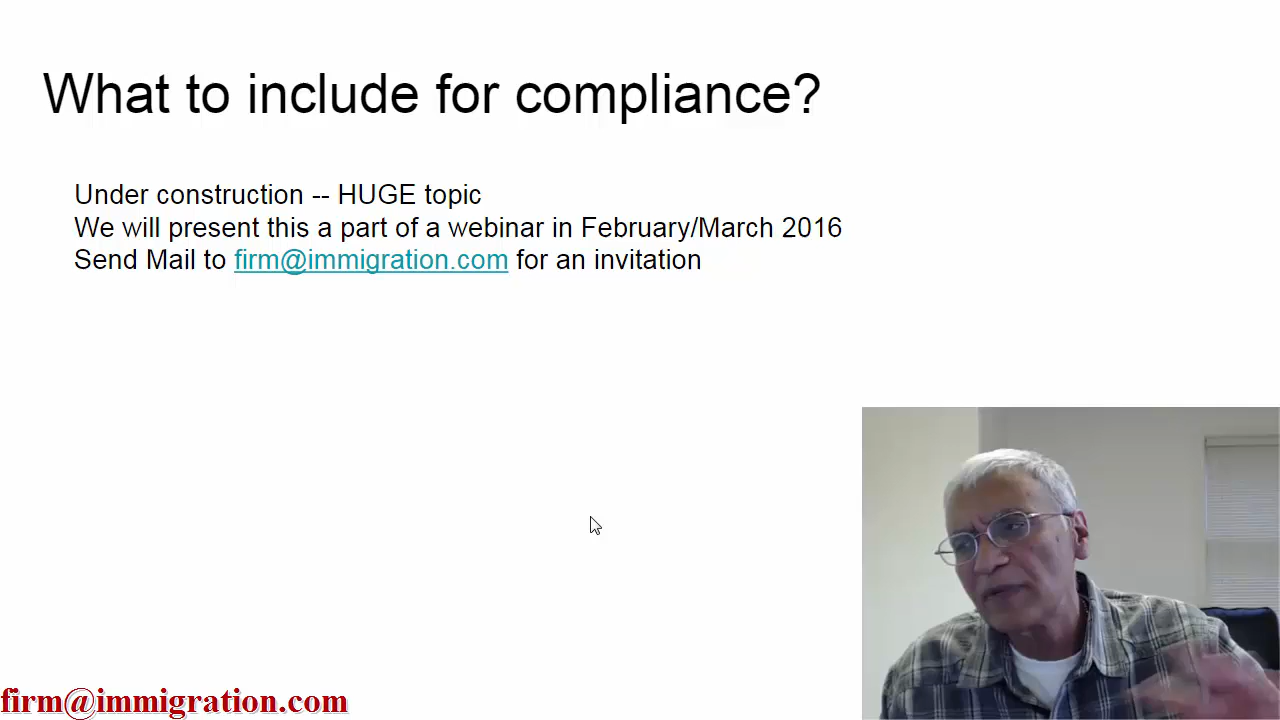 What to include for compliance?
Under construction -- HUGE topic
We will present this a part of a webinar in February/March 2016
Send Mail to firm@immigration.com for an invitation
firm@immigration.com